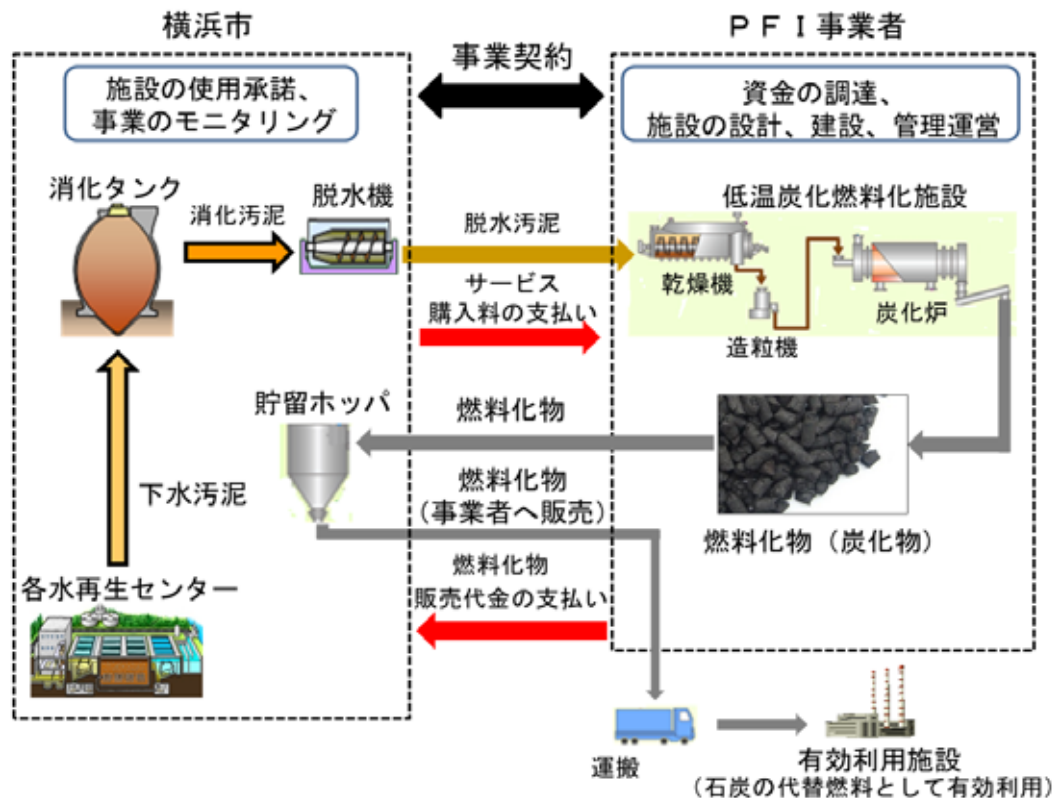 横浜市
ＰＦＩ事業者
事業契約
施設の使用承諾、
事業のモニタリング
資金の調達、
施設の設計、建設、管理運営
消化タンク
消化汚泥
脱水機
脱水汚泥
低温炭化燃料化施設
乾燥機
造粒機
炭化炉
サービス
購入料の支払い
貯留ホッパ
燃料化物
燃料化物
（事業者へ販売）
燃料化物（炭化物）
下水汚泥
各水再生センター
燃料化物
販売代金の支払い
運搬
有効利用施設
（石炭の代替燃料として有効利用）